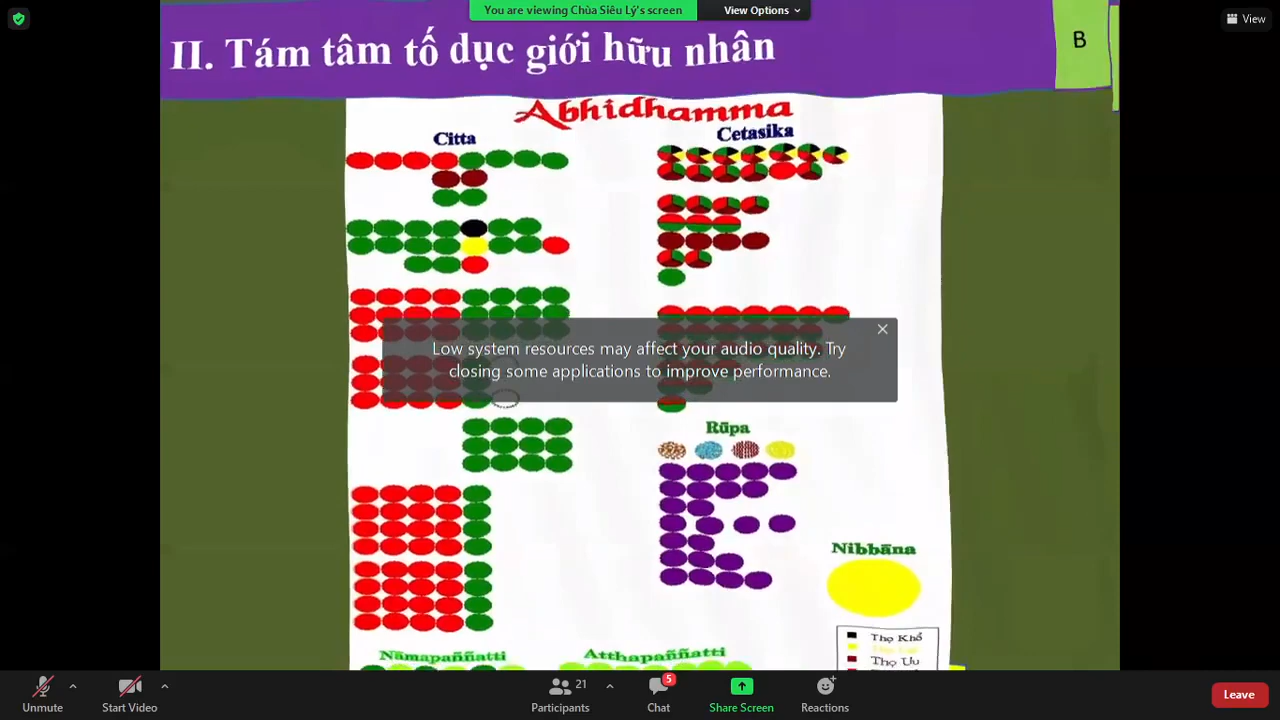 You are viewing Chùa Siêu Lý's screen
View Options
View
II. Tám tâm tố dục giới hữu nhân
B
Abhidhamma
Citta
Cetasika
Low system resources may affect your audio quality. Try
closing some applications to improve performance.
Rūpa
Nibbāna
Thọ Khổ
Thọ Ưu
Nāmapaññatti
Atthapaññatti
Unmute
Start Video
21
Participants
5
Chat
Share Screen
Reactions
Leave